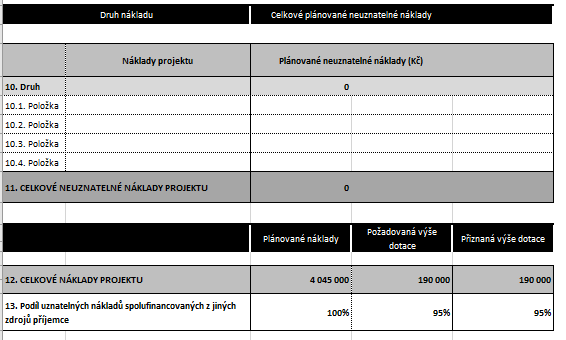 Druh nákladu Celkové plánované neuznatelné náklady
Náklady projektu Plánované neuznatelné náklady (Kč)
10. Druh 0
10.1. Položka
10.2. Položka
10.3. Položka
10.4. Položka
11. CELKOVÉ NEUZNATELNÉ NÁKLADY PROJEKTU 0
Plánované náklady Požadovaná výše dotace Přiznaná výše dotace
12. CELKOVÉ NÁKLADY PROJEKTU 4 045 000 190 000 190 000
13. Podíl uznatelných nákladů spolufinancovaných z jiných
zdrojů příjemce 100% 95% 95%